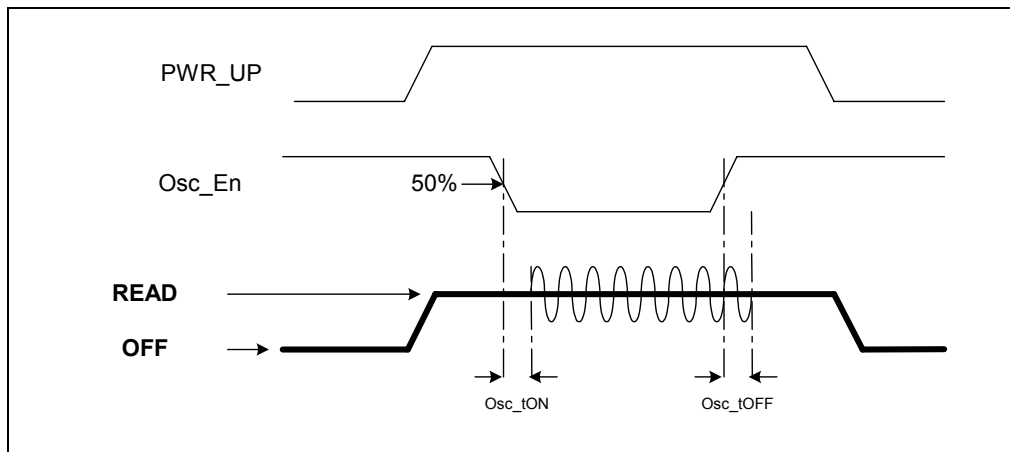 PWR_UP
Osc_En
50%
READ
OFF
Osc_tON
Osc_tOFF